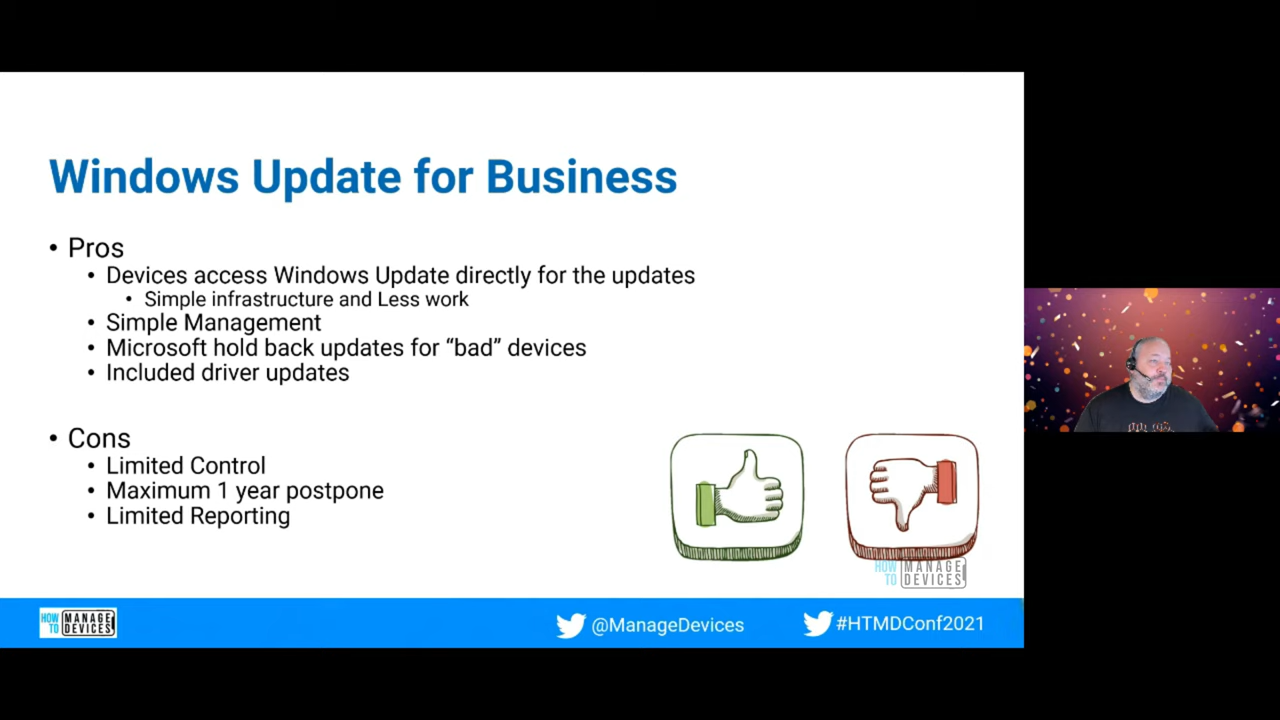 Windows Update for Business
• Pros
• Devices access Windows Update directly for the updates
• Simple infrastructure and Less work
• Simple Management
• Microsoft hold back updates for “bad” devices
• Included driver updates
• Cons
• Limited Control
• Maximum 1 year postpone
• Limited Reporting
HOW TO MANAGE DEVICES
HOW TO MANAGE DEVICES
@ManageDevices
#HTMDConf2021